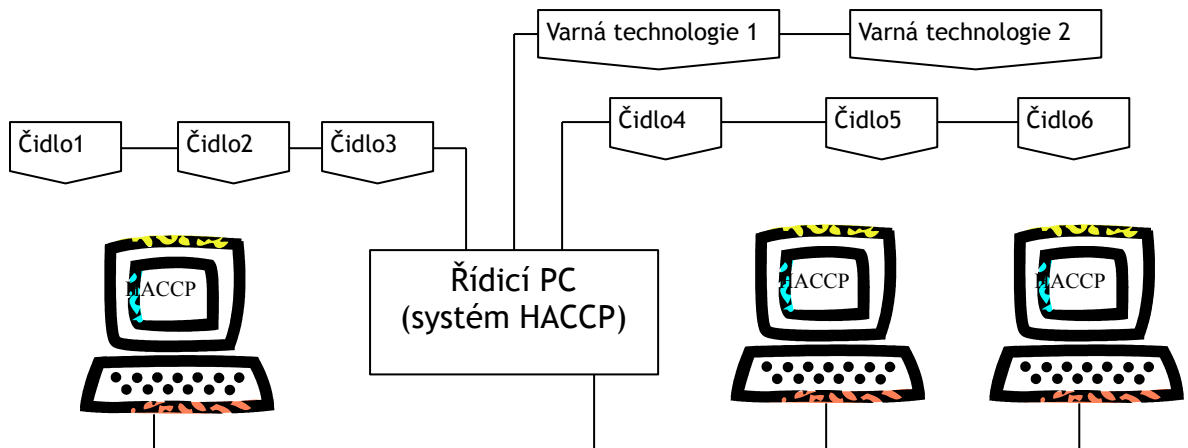 Varná technologie 1
Varná technologie 2
Čidlo1
Čidlo2
Čidlo3
Čidlo4
Čidlo5
Čidlo6
HACCP
Řídicí PC
(systém HACCP)
HACCP
HACCP